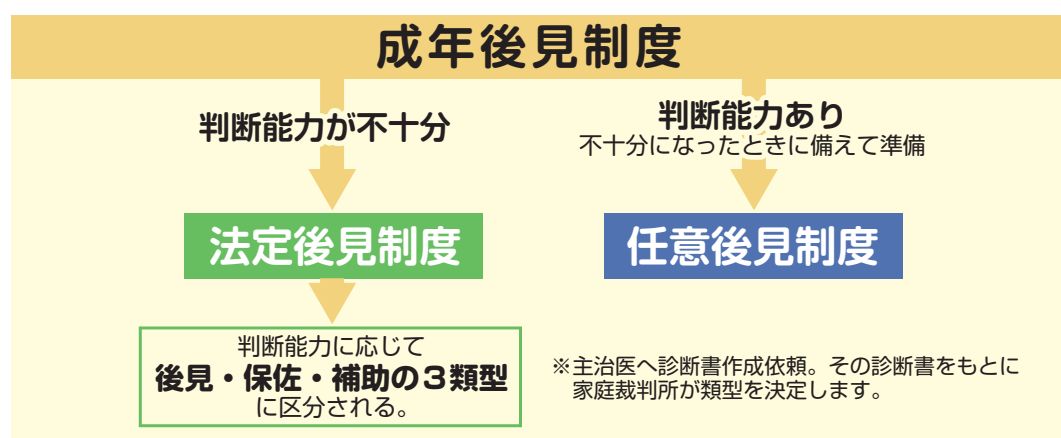 成年後見制度
判断能力が不十分
判断能力あり
不十分になったときに備えて準備
法定後見制度
任意後見制度
判断能力に応じて
後見・保佐・補助の3類型
に区分される。
※主治医へ診断書作成依頼。その診断書をもとに
家庭裁判所が類型を決定します。